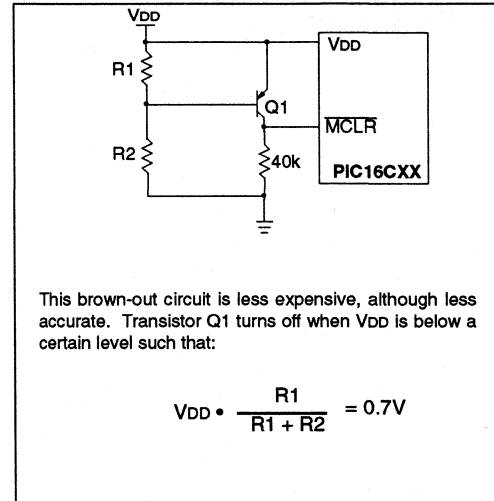 VDD
VDD
R1
Q1
MCLR
R2
40k
PIC16CXX
This brown-out circuit is less expensive, although less
accurate. Transistor Q1 turns off when VDD is below a
certain level such that:
VDD • R1 / R1 + R2 = 0.7V